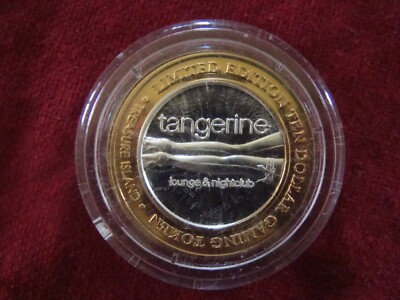 LIMITED EDITION TEN DOLLAR GAMING TOKEN
tangerine
lounge & nightclub
TREASURE ISLAND